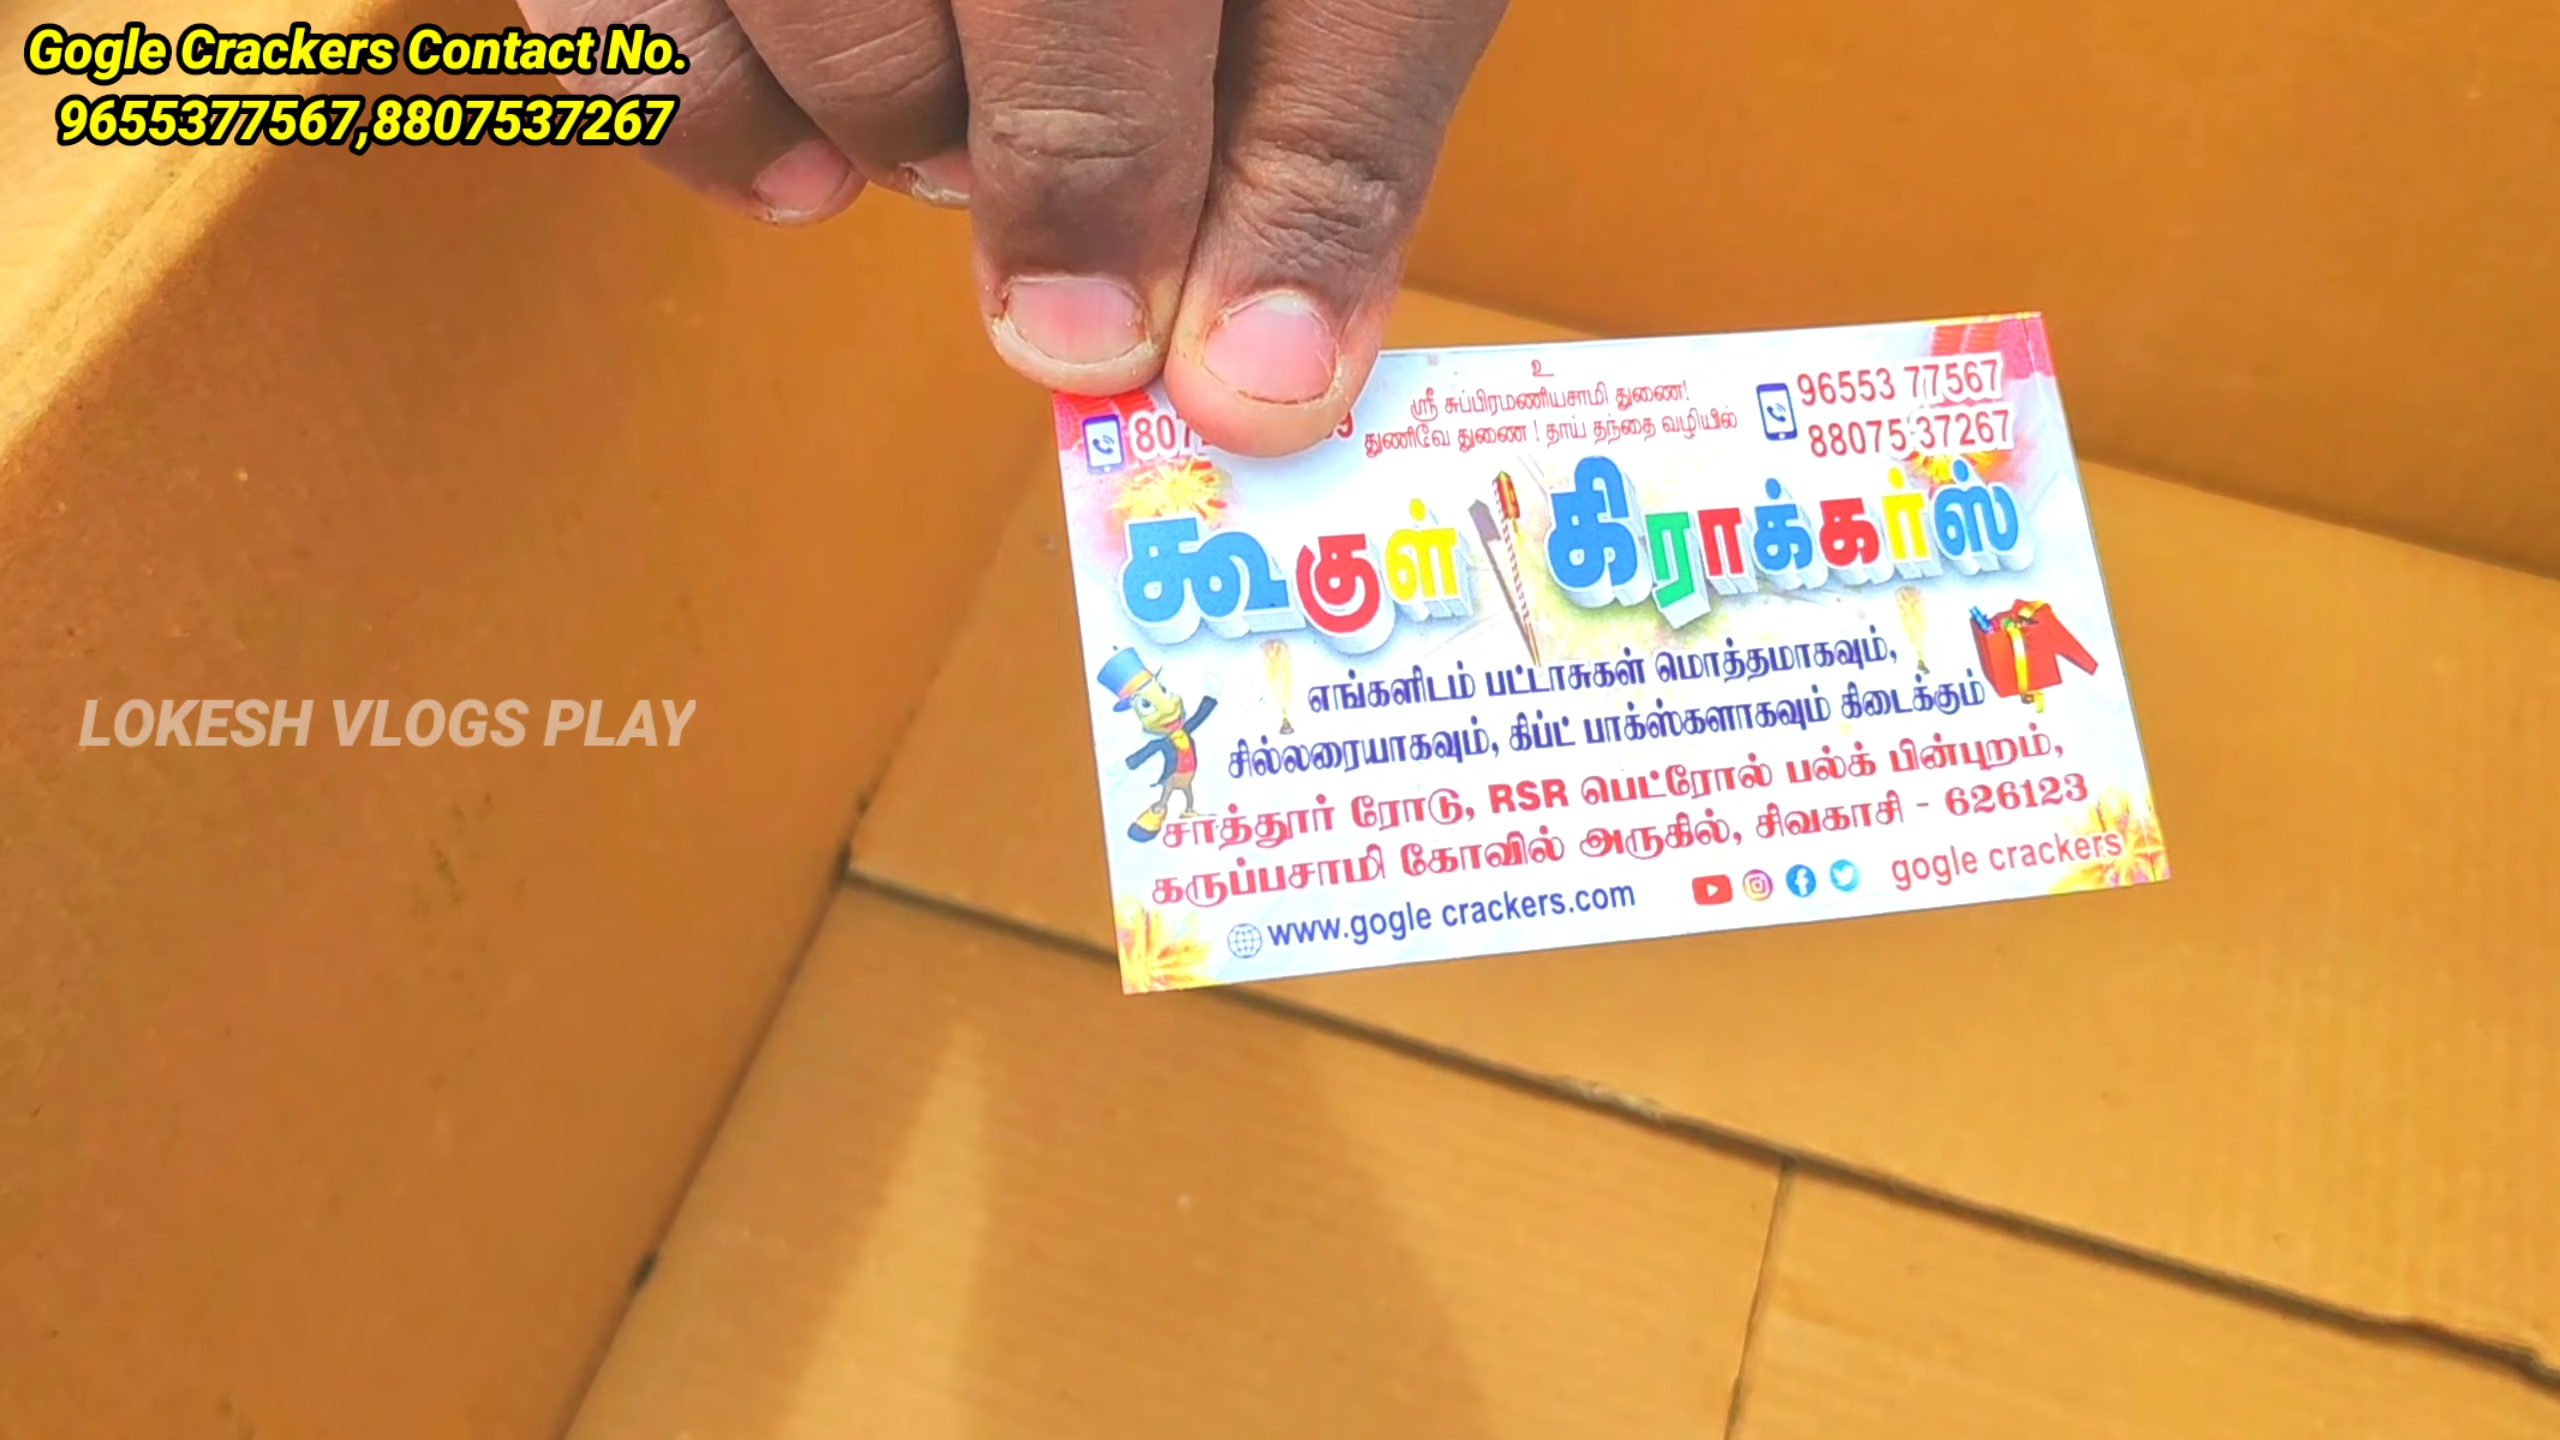 Gogle Crackers Contact No.
9655377567,8807537267
உ
ஸ்ரீ சுப்பிரமணியசாமி துணை!
துணிவே துணை ! தாய் தந்தை வழியில்
96553 77567
88075 37267
கூகுள் கிராக்கர்ஸ்
எங்களிடம் பட்டாசுகள் மொத்தமாகவும்,
சில்லரையாகவும், கிப்ட் பாக்ஸ்களாகவும் கிடைக்கும்
சாத்தூர் ரோடு, RSR பெட்ரோல் பல்க் பின்புறம்,
கருப்பசாமி கோவில் அருகில், சிவகாசி - 626123
www.gogle crackers.com
gogle crackers
LOKESH VLOGS PLAY